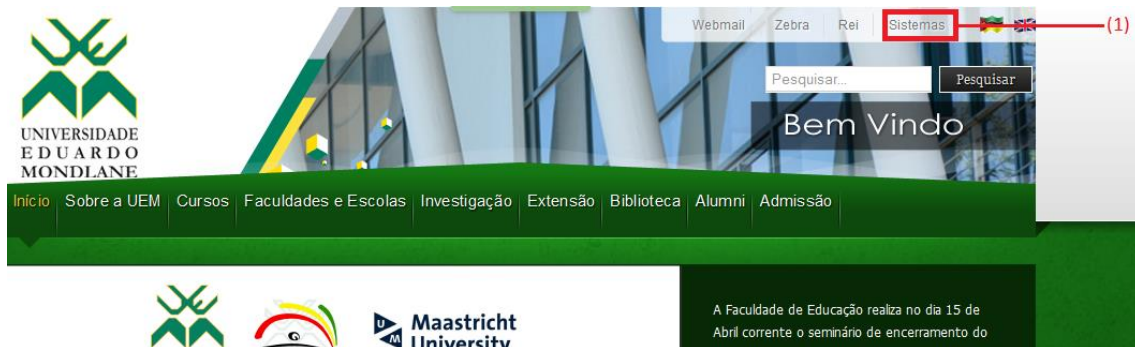 Webmail Zebra Rei Sistemas (1)
Pesquisar... Pesquisar
Bem Vindo
UNIVERSIDADE
EDUARDO
MONDLANE
Início Sobre a UEM Cursos Faculdades e Escolas Investigação Extensão Biblioteca Alumni Admissão
Maastricht
University
A Faculdade de Educação realiza no dia 15 de
Abril corrente o seminário de encerramento do